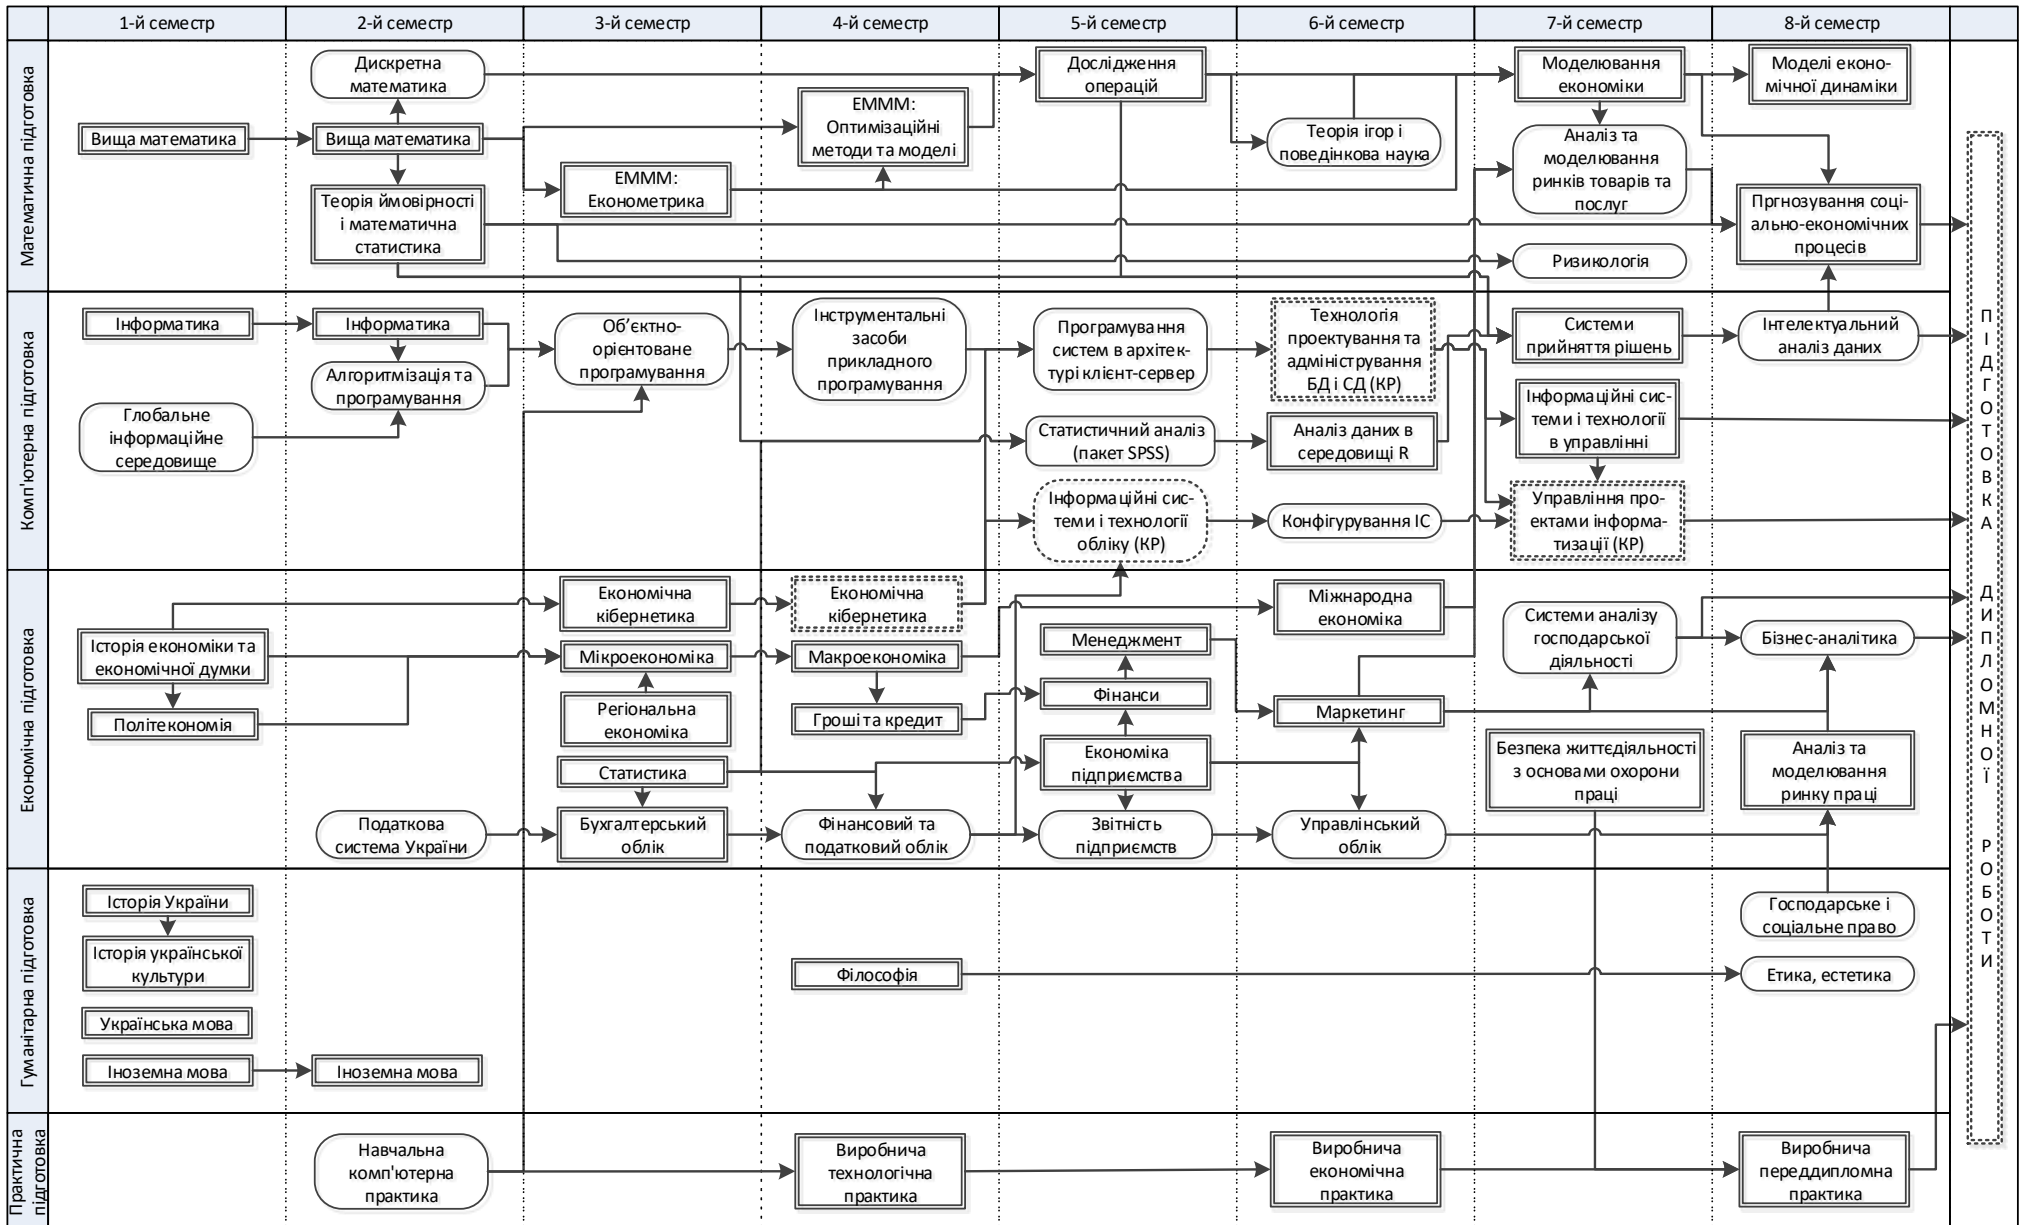 1-й семестр
2-й семестр
3-й семестр
4-й семестр
5-й семестр
6-й семестр
7-й семестр
8-й семестр
Математична підготовка
Вища математика
Дискретна
математика
Вища математика
Теорія ймовірності
і математична
статистика
ЕМММ:
Економетрика
ЕМММ:
Оптимізаційні
методи та моделі
Дослідження
операцій
Теорія ігор і
поведінкова наука
Моделювання
економіки
Аналіз та
моделювання
ринків товарів та
послуг
Ризикологія
Моделі еконо-
мічної динаміки
Пргнозування соці-
ально-економічних
процесів
Комп'ютерна підготовка
Інформатика
Глобальне
інформаційне
середовище
Інформатика
Алгоритмізація та
програмування
Об’єктно-
орієнтоване
програмування
Інструментальні
засоби
прикладного
програмування
Програмування
систем в архітек-
турі клієнт-сервер
Статистичний аналіз
(пакет SPSS)
Інформаційні сис-
теми і технології
обліку (КР)
Технологія
проектування та
адміністрування
БД і СД (КР)
Аналіз даних в
середовищі R
Конфігурування ІС
Системи
прийняття рішень
Інформаційні сис-
теми і технології
в управлінні
Управління про-
ектами інформа-
тизації (КР)
Інтелектуальний
аналіз даних
Економічна підготовка
Історія економіки та
економічної думки
Політекономія
Податкова
система України
Економічна
кібернетика
Мікроекономіка
Регіональна
економіка
Статистика
Бухгалтерський
облік
Економічна
кібернетика
Макроекономіка
Гроші та кредит
Фінансовий та
податковий облік
Менеджмент
Фінанси
Економіка
підприємства
Звітність
підприємств
Міжнародна
економіка
Маркетинг
Управлінський
облік
Системи аналізу
господарської
діяльності
Безпека життєдіяльності
з основами охорони
праці
Бізнес-аналітика
Аналіз та
моделювання
ринку праці
Гуманітарна підготовка
Історія України
Історія української
культури
Українська мова
Іноземна мова
Іноземна мова
Філософія
Господарське і
соціальне право
Етика, естетика
Практична
підготовка
Навчальна
комп'ютерна
практика
Виробнича
технологічна
практика
Виробнича
економічна
практика
Виробнича
переддипломна
практика
ПІДГОТОВКА ДИПЛОМНОЇ РОБОТИ